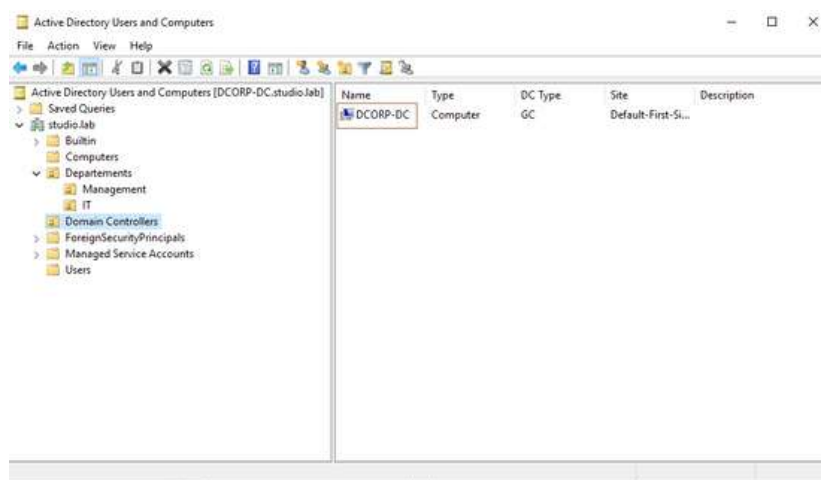 Active Directory Users and Computers
File Action View Help
Active Directory Users and Computers [DCORP-DC.studio.lab]
Saved Queries
studio.lab
Builtin
Computers
Departements
Management
IT
Domain Controllers
ForeignSecurityPrincipals
Managed Service Accounts
Users
Name Type DC Type Site Description
DCORP-DC Computer GC Default-First-Si...